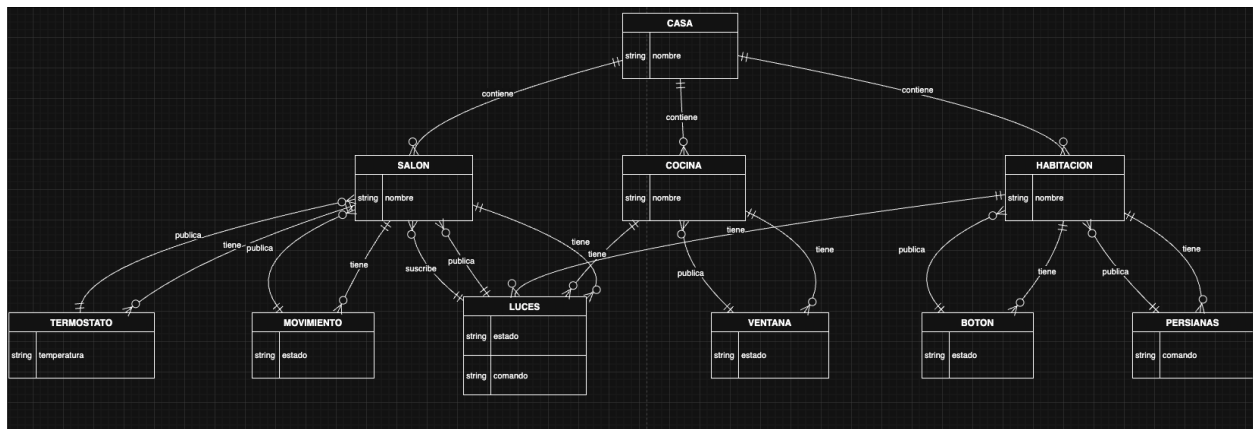 CASA
string nombre
contiene
contiene
contiene
SALON
string nombre
COCINA
string nombre
HABITACION
string nombre
publica
tiene
publica
tiene
suscribe
publica
tiene
tiene
publica
tiene
tiene
publica
tiene
publica
tiene
TERMOSTATO
string temperatura
MOVIMIENTO
string estado
LUCES
string estado
string comando
VENTANA
string estado
BOTON
string estado
PERSIANAS
string comando